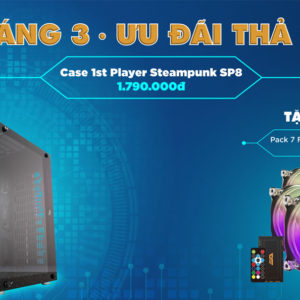 ÁNG 3 · ƯU ĐÃI THẢ
Case 1st Player Steampunk SP8
1.790.000đ
TẶ
Pack 7 F